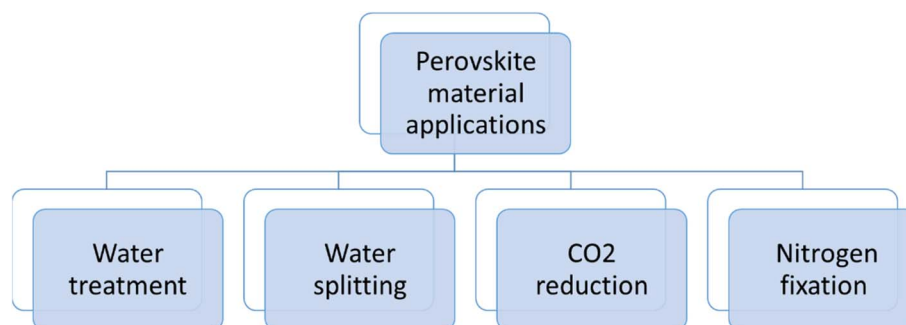 Perovskite
material
applications
Water
treatment
Water
splitting
CO2
reduction
Nitrogen
fixation